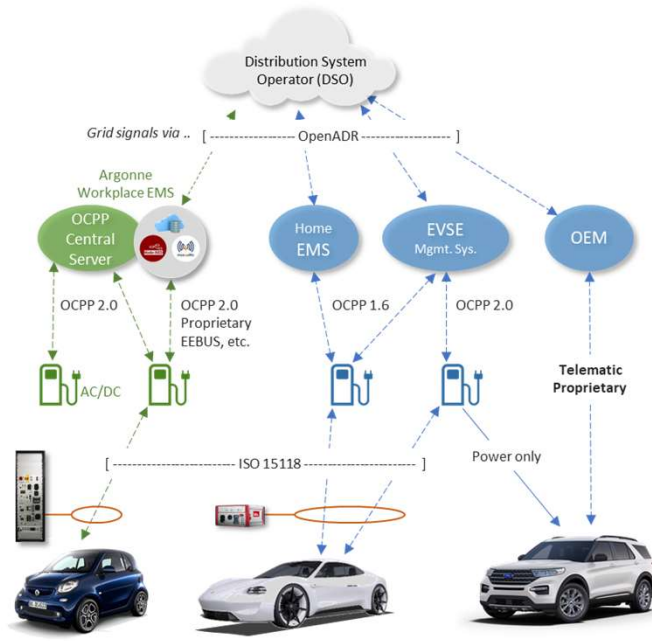 Distribution System
Operator (DSO)
Grid signals via ..
[ ----------------------- OpenADR --------------------- ]
Argonne
Workplace EMS
OCPP
Central
Server
Home
EMS
EVSE
Mgmt. Sys.
OEM
OCPP 2.0
OCPP 2.0
Proprietary
EEBUS, etc.
OCPP 1.6
OCPP 2.0
AC/DC
Telematic
Proprietary
[ --------------------------- ISO 15118 --------------------------- ]
Power only